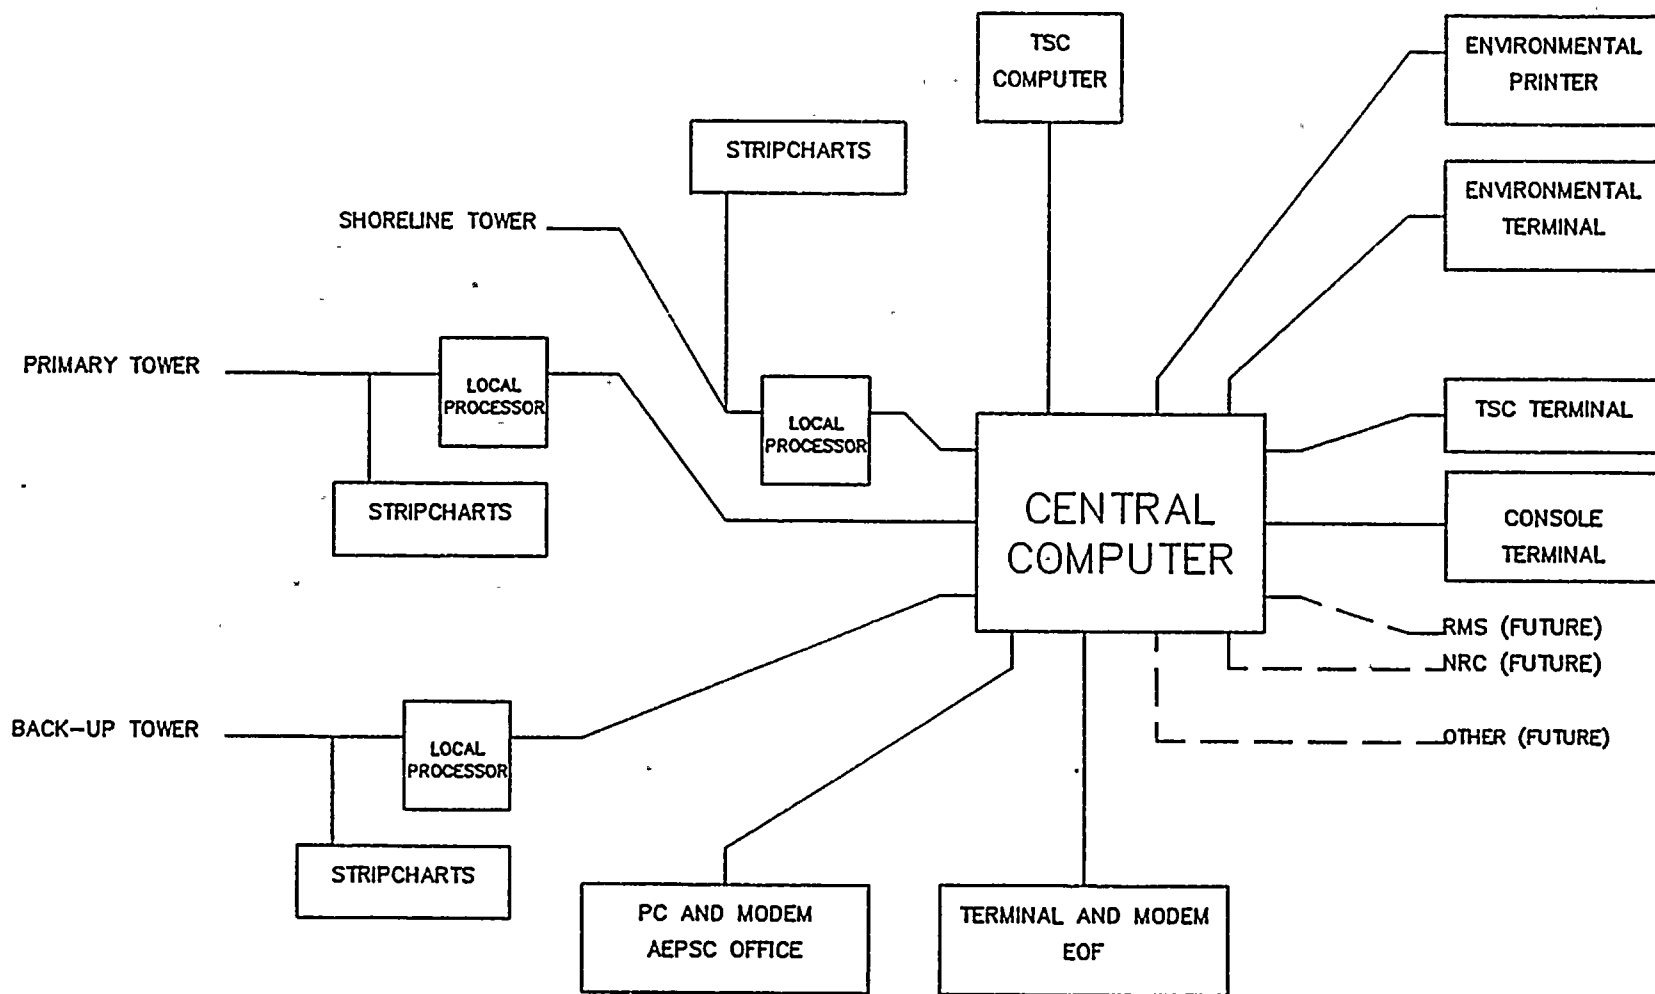 TSC
COMPUTER
ENVIRONMENTAL
PRINTER
STRIPCHARTS
ENVIRONMENTAL
TERMINAL
SHORELINE TOWER
PRIMARY TOWER
LOCAL
PROCESSOR
LOCAL
PROCESSOR
TSC TERMINAL
STRIPCHARTS
CENTRAL
COMPUTER
CONSOLE
TERMINAL
RMS (FUTURE)
NRC (FUTURE)
OTHER (FUTURE)
BACK-UP TOWER
LOCAL
PROCESSOR
STRIPCHARTS
PC AND MODEM
AEPSC OFFICE
TERMINAL AND MODEM
EOF